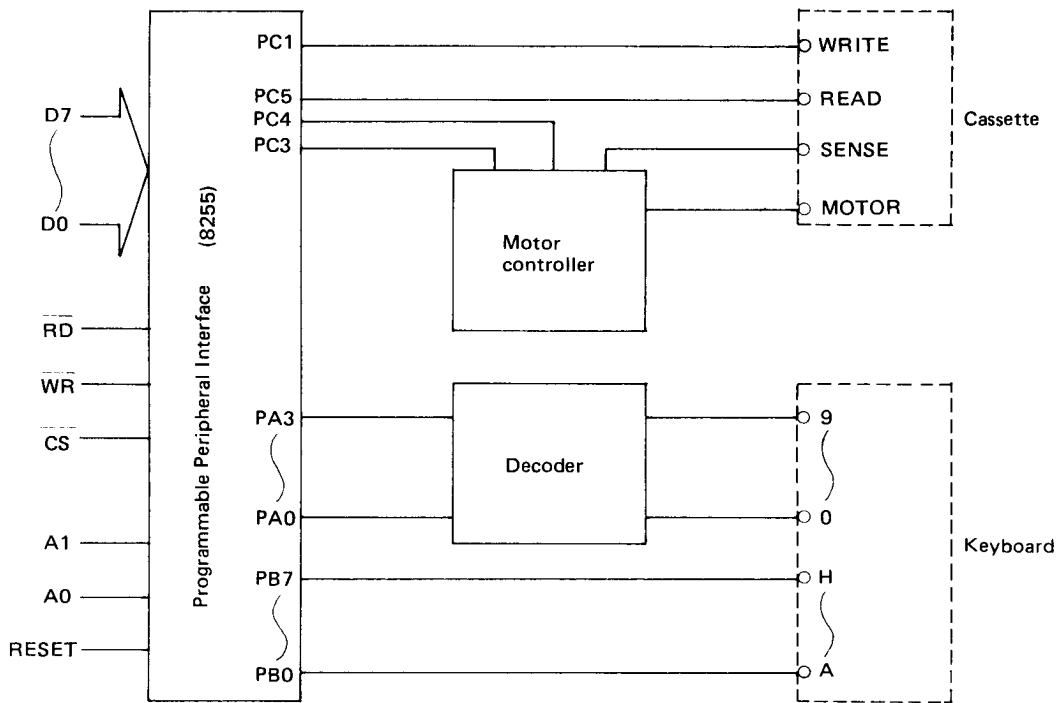 PC1
PC5
PC4
PC3
D7
D0
RD
WR
CS
A1
A0
RESET
Programmable Peripheral Interface (8255)
PA3
PA0
PB7
PB0
Motor
controller
Decoder
WRITE
READ
SENSE
MOTOR
Cassette
9
0
H
A
Keyboard